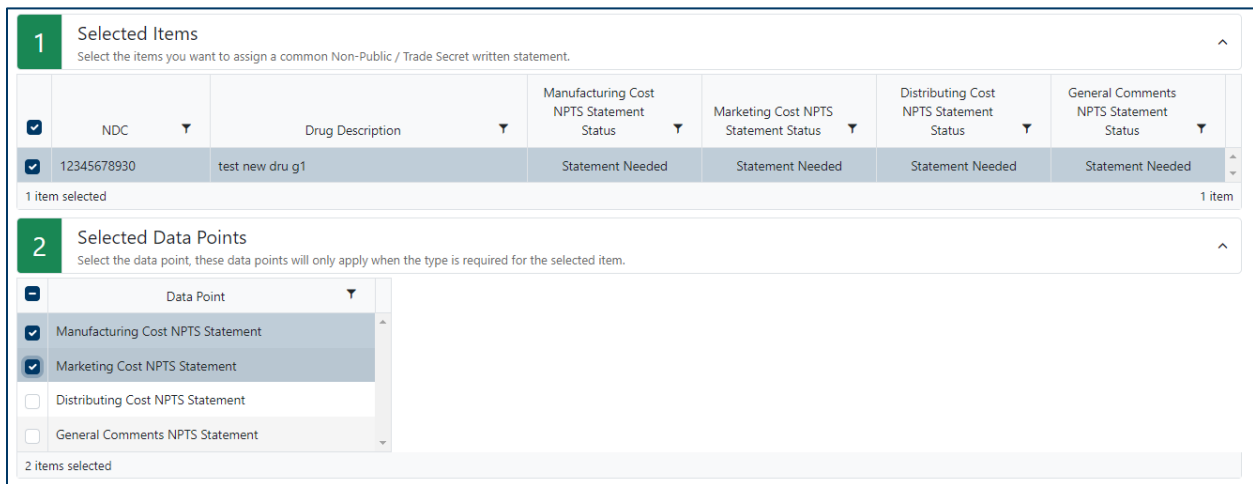 1
Selected Items
Select the items you want to assign a common Non-Public / Trade Secret written statement.
NDC
Drug Description
Manufacturing Cost
NPTS Statement
Status
Marketing Cost NPTS
Statement Status
Distributing Cost
NPTS Statement
Status
General Comments
NPTS Statement
Status
12345678930 test new dru g1 Statement Needed Statement Needed Statement Needed Statement Needed
1 item selected 1 item
2
Selected Data Points
Select the data point, these data points will only apply when the type is required for the selected item.
Data Point
Manufacturing Cost NPTS Statement
Marketing Cost NPTS Statement
Distributing Cost NPTS Statement
General Comments NPTS Statement
2 items selected